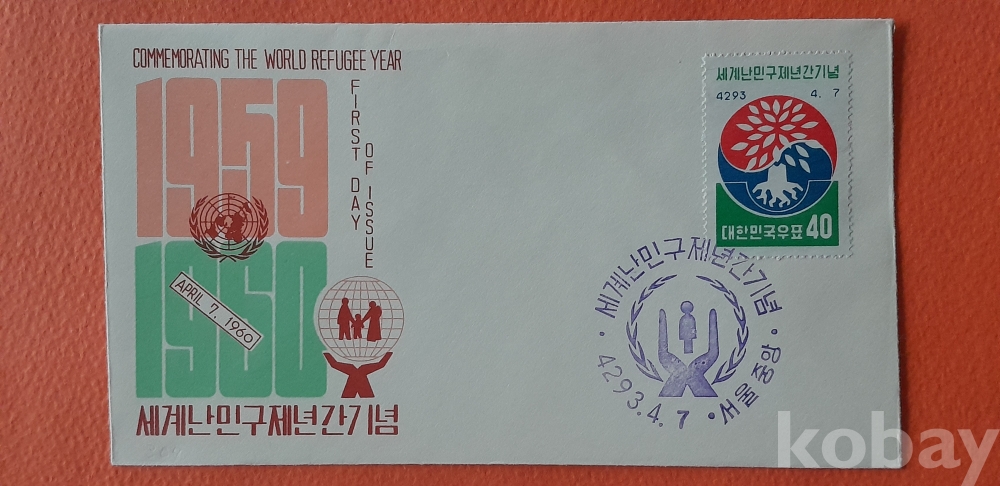 COMMEMORATING THE WORLD REFUGEE YEAR
1959
FIRST DAY
OF ISSUE
1960
APRIL 7. 1960
세계난민구제년간기념
세계난민구제년간기념
4293 4. 7
대한민국우표 40
· 세계난민구제년간기념 ·
4293.4.7 · 서울중앙
kobay